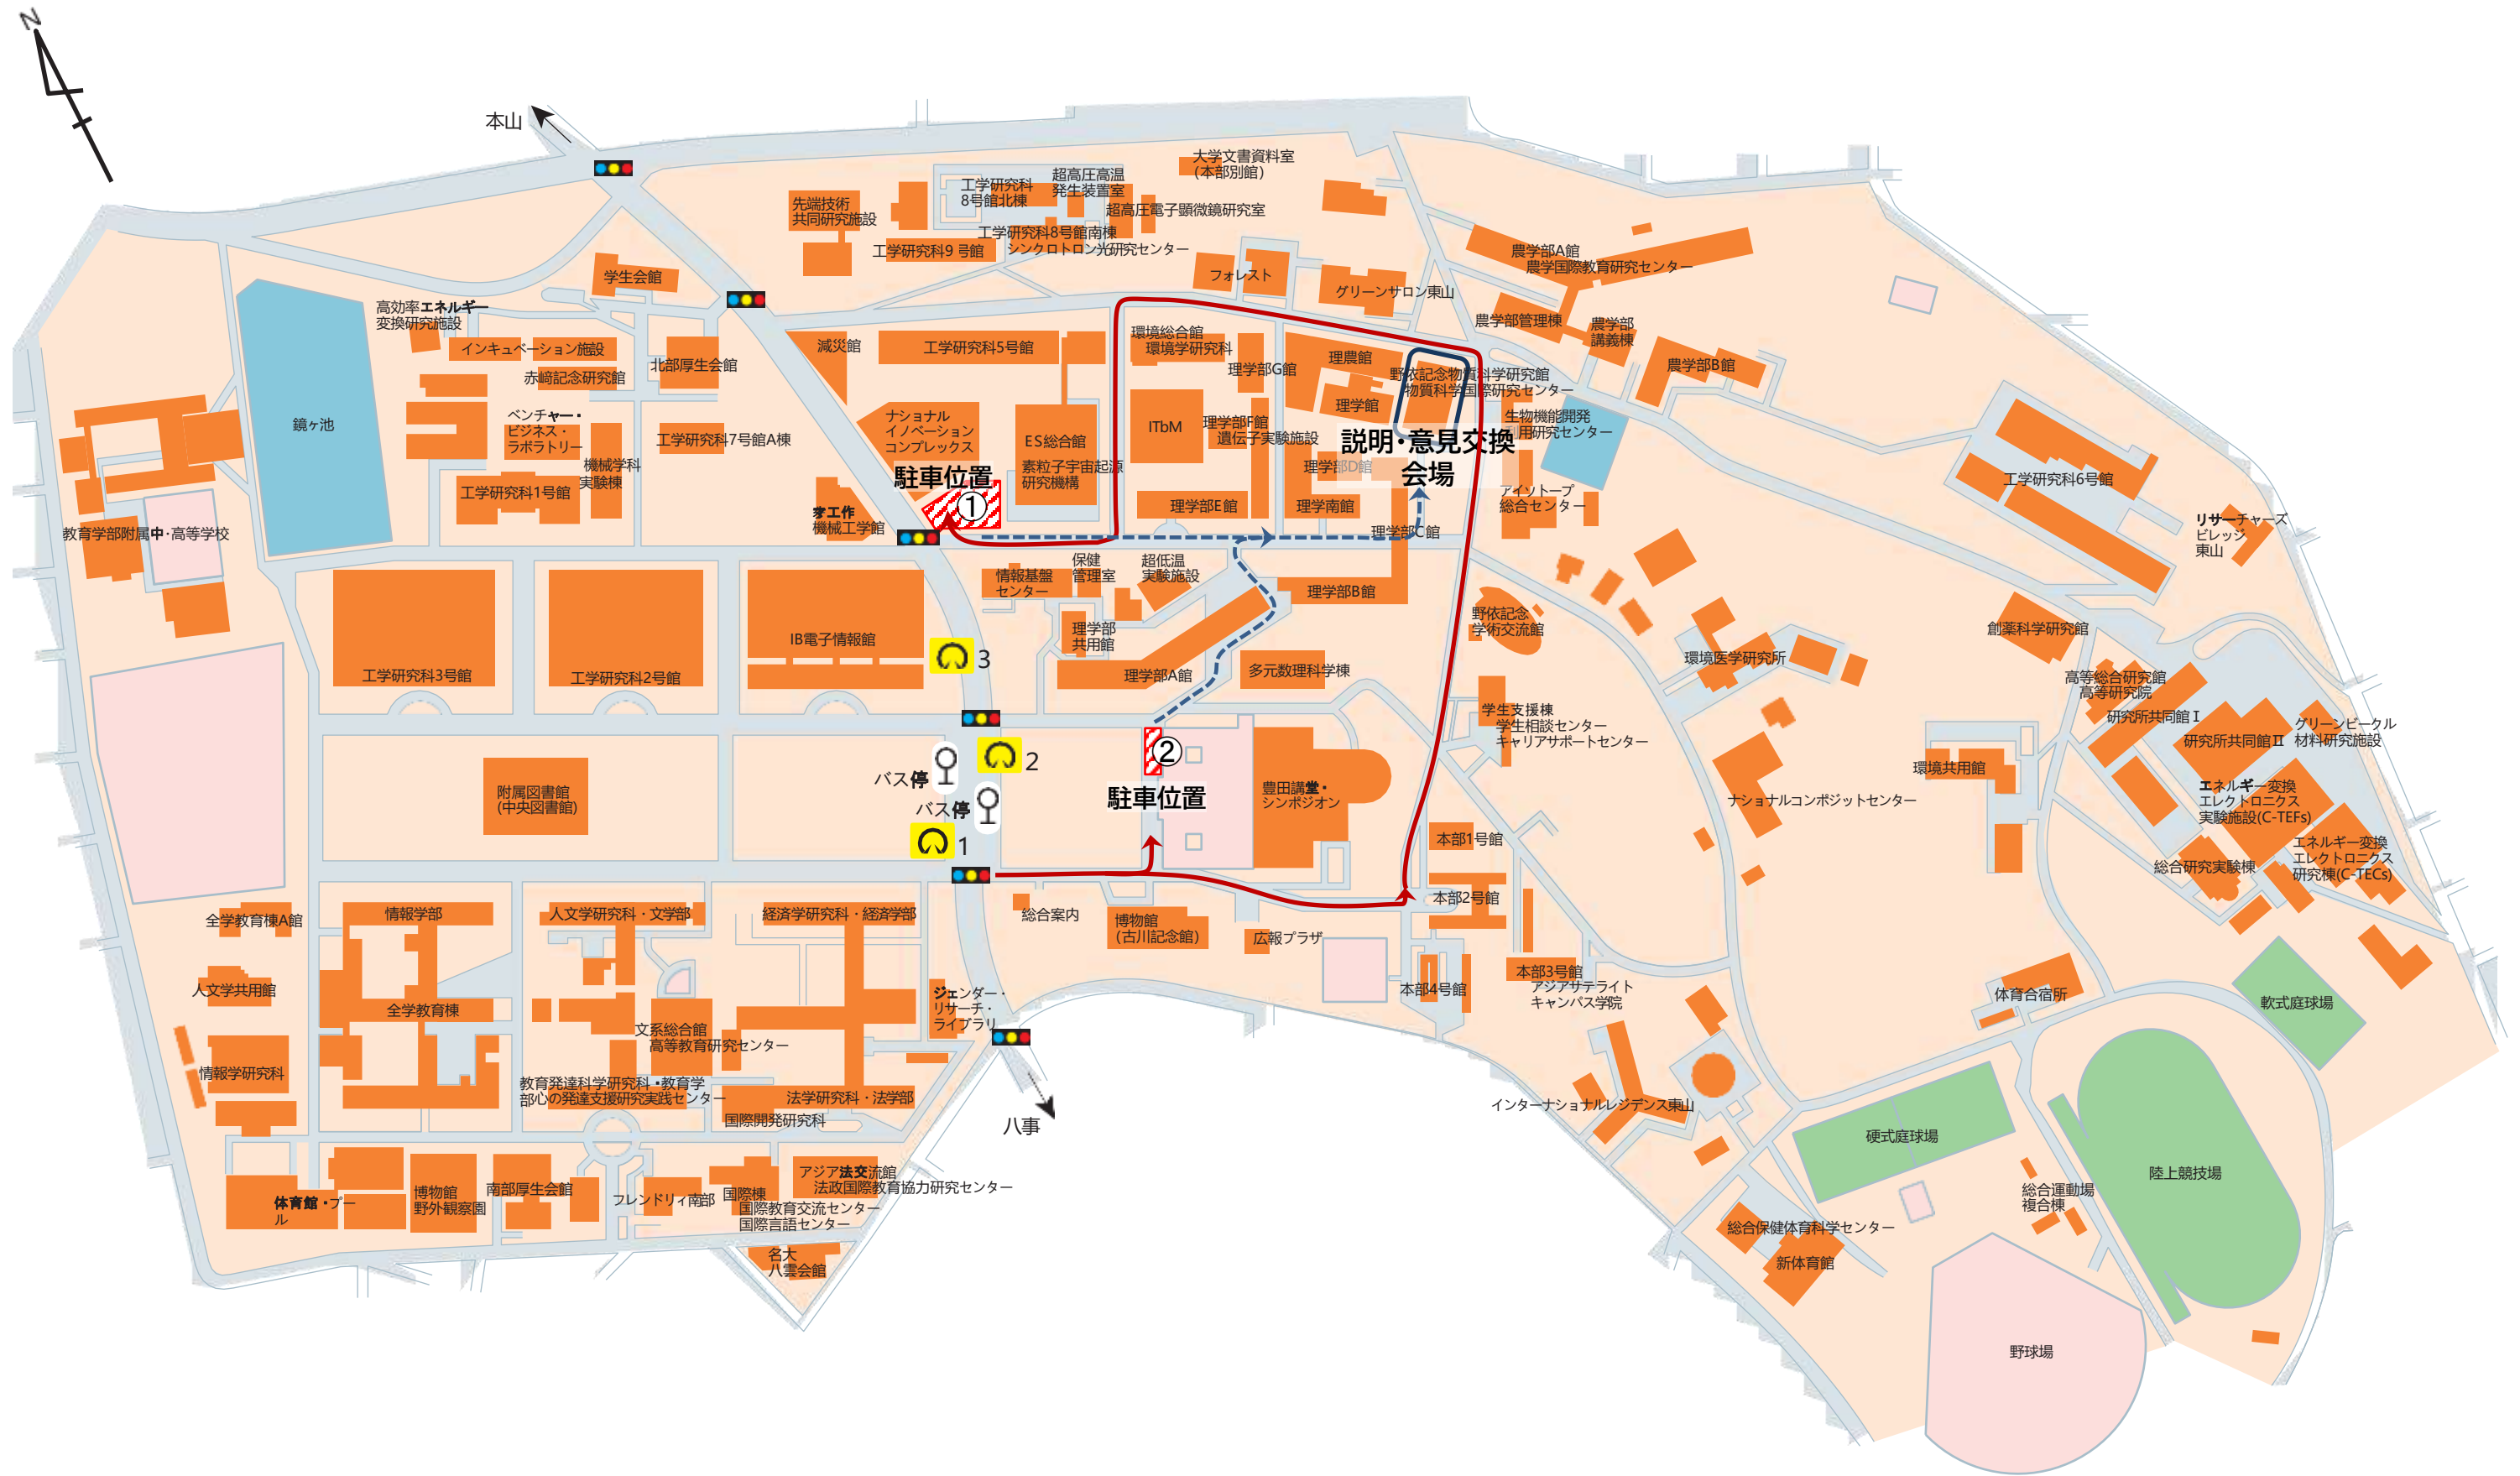 N
本山
大学文書資料室
(本部別館)
超高圧高温
発生装置室
工学研究科
8号館北棟
先端技術
共同研究施設
超高圧電子顕微鏡研究室
工学研究科8号館南棟
シンクロトロン光研究センター
工学研究科9号館
農学部A館
農学国際教育研究センター
学生会館
フォレスト
グリーンサロン東山
高効率エネルギー
変換研究施設
農学部管理棟
農学部
講義棟
環境総合館
環境学研究科
減災館
工学研究科5号館
インキュベーション施設
理農館
北部厚生会館
理学部G館
農学部B館
赤﨑記念研究館
野依記念物質科学研究館
物質科学国際研究センター
理学館
鏡ヶ池
ベンチャー・
ビジネス・
ラボラトリー
ナショナル
イノベーション
コンプレックス
ES総合館
ITbM
理学部F館
遺伝子実験施設
生物機能開発
利用研究センター
工学研究科7号館A棟
説明・意見交換
会場
機械学科
実験棟
素粒子宇宙起源
研究機構
理学部D館
駐車位置
①
工学研究科6号館
工学研究科1号館
アイソトープ
総合センター
理学部E館
理学南館
機械工学館
リサーチャーズ
ビレッジ
東山
教育学部附属中・高等学校
理学部C館
保健
管理室
超低温
実験施設
情報基盤
センター
理学部B館
野依記念
学術交流館
理学部
共用館
創薬科学研究館
IB電子情報館
3
環境医学研究所
工学研究科3号館
工学研究科2号館
理学部A館
多元数理科学棟
高等総合研究館
高等研究院
学生支援棟
学生相談センター
キャリアサポートセンター
研究所共同館Ⅰ
研究所共同館Ⅱ
グリーンビークル
材料研究施設
②
2
バス停
環境共用館
附属図書館
(中央図書館)
駐車位置
豊田講堂・
シンポジオン
ナショナルコンポジットセンター
エネルギー変換
エレクトロニクス
実験施設(C-TEFs)
バス停
1
本部1号館
エネルギー変換
エレクトロニクス
研究棟(C-TECs)
総合研究実験棟
本部2号館
全学教育棟A館
情報学部
人文学研究科・文学部
経済学研究科・経済学部
総合案内
博物館
(古川記念館)
広報プラザ
本部3号館
アジアサテライト
キャンパス学院
本部4号館
人文学共用館
ジェンダー・
リサーチ・
ライブラリ
体育合宿所
軟式庭球場
全学教育棟
文系総合館
高等教育研究センター
情報学研究科
教育発達科学研究科・教育学
部心の発達支援研究実践センター
法学研究科・法学部
国際開発研究科
八事
インターナショナルレジデンス東山
硬式庭球場
陸上競技場
体育館・プー
ル
博物館
野外観察園
南部厚生会館
フレンドリィ南部
国際棟
国際教育交流センター
国際言語センター
アジア法交流館
法政国際教育協力研究センター
総合運動場
複合棟
総合保健体育科学センター
新体育館
名大
八雲会館
野球場